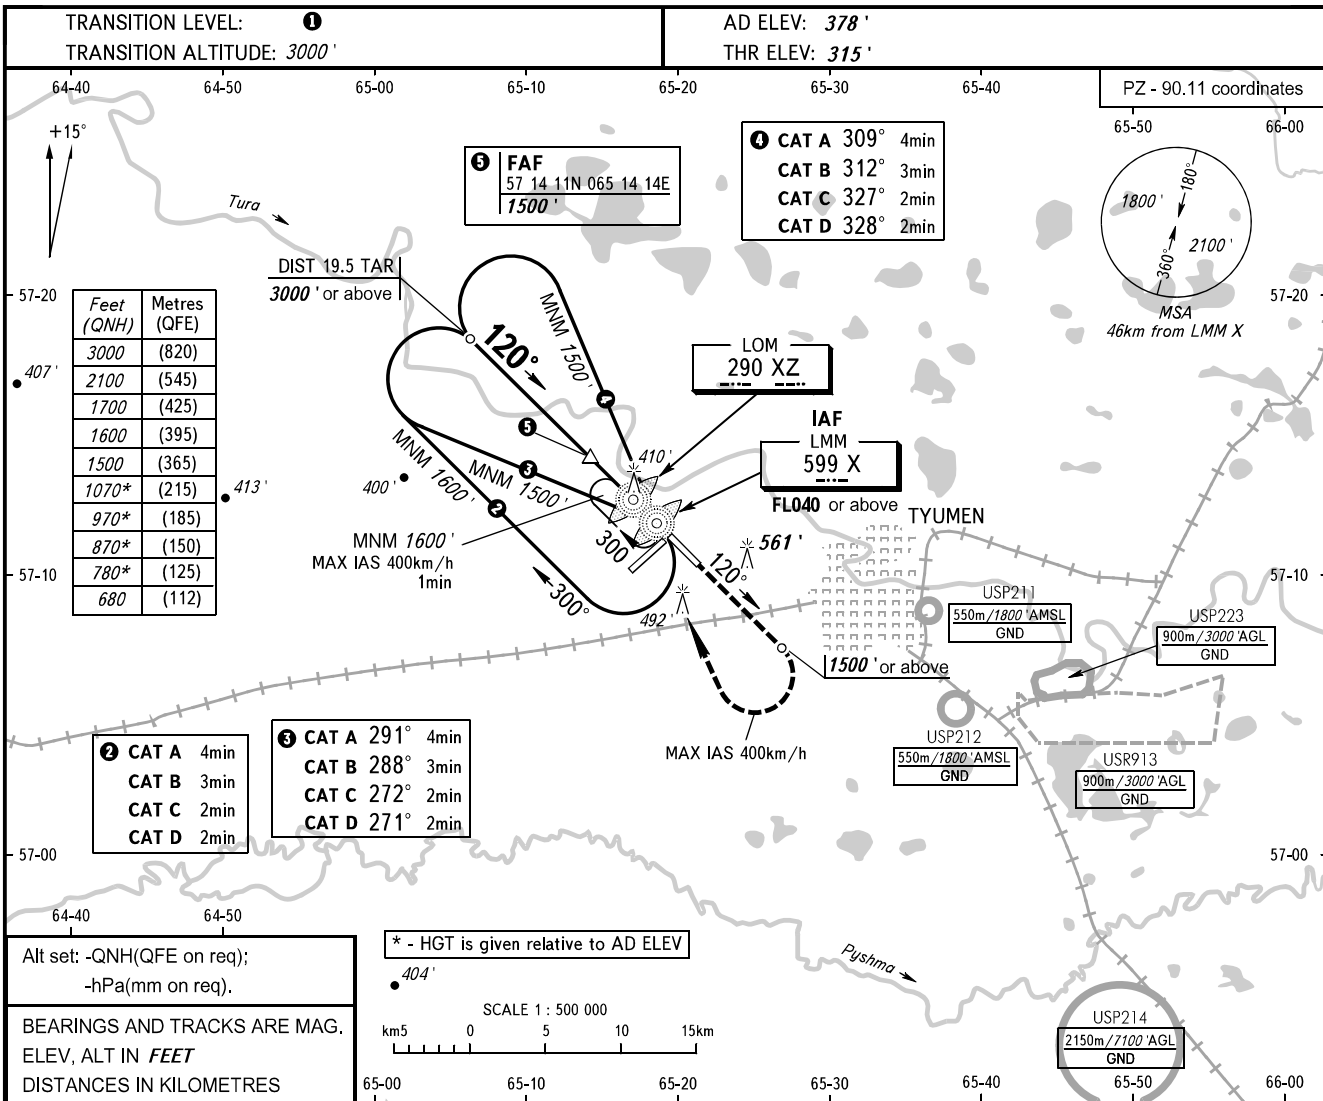 TRANSITION LEVEL: ❶
TRANSITION ALTITUDE: 3000 '
AD ELEV: 378 '
THR ELEV: 315 '
64-40 64-50 65-00 65-10 65-20 65-30 65-40
PZ - 90.11 coordinates
65-50 66-00
+15°
Tura
❺ FAF
57 14 11N 065 14 14E
1500 '
❹ CAT A 309° 4min
CAT B 312° 3min
CAT C 327° 2min
CAT D 328° 2min
180°
1800 '
2100 '
360°
MSA
46km from LMM X
DIST 19.5 TAR
3000 ' or above
57-20
57-20
Feet (QNH) Metres (QFE)
3000 (820)
2100 (545)
1700 (425)
1600 (395)
1500 (365)
1070* (215)
970* (185)
870* (150)
780* (125)
680 (112)
407 '
413 '
400 '
120°
MNM 1500 '
❹
❺
❸
❷
MNM 1500 '
MNM 1600 '
LOM
290 XZ
IAF
LMM
599 X
FL040 or above
410 '
TYUMEN
MNM 1600 '
MAX IAS 400km/h
1min
300
300°
120°
561 '
492 '
57-10
57-10
1500 ' or above
MAX IAS 400km/h
USP211
550m/1800 'AMSL
GND
USP223
900m/3000 'AGL
GND
USP212
550m/1800 'AMSL
GND
USR913
900m/3000 'AGL
GND
❷ CAT A 4min
CAT B 3min
CAT C 2min
CAT D 2min
❸ CAT A 291° 4min
CAT B 288° 3min
CAT C 272° 2min
CAT D 271° 2min
57-00
57-00
64-40 64-50
Alt set: -QNH(QFE on req);
-hPa(mm on req).
BEARINGS AND TRACKS ARE MAG.
ELEV, ALT IN FEET
DISTANCES IN KILOMETRES
* - HGT is given relative to AD ELEV
404 '
Pyshma
SCALE 1 : 500 000
km5 0 5 10 15km
USP214
2150m/7100 'AGL
GND
65-00 65-10 65-20 65-30 65-40 65-50 66-00